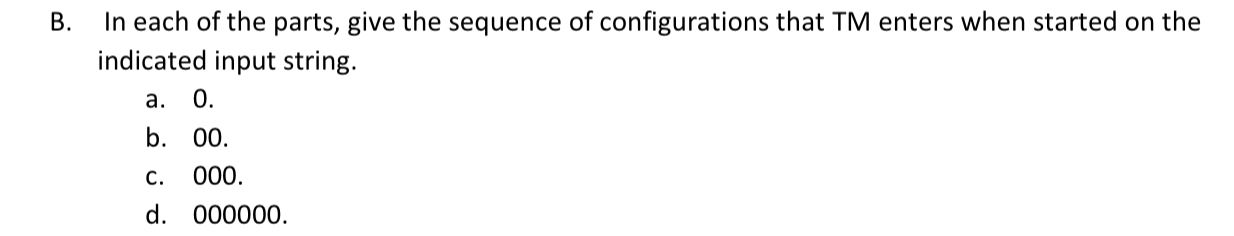 B. In each of the parts, give the sequence of configurations that TM enters when started on the
indicated input string.
a. 0.
b. 00.
c. 000.
d. 000000.